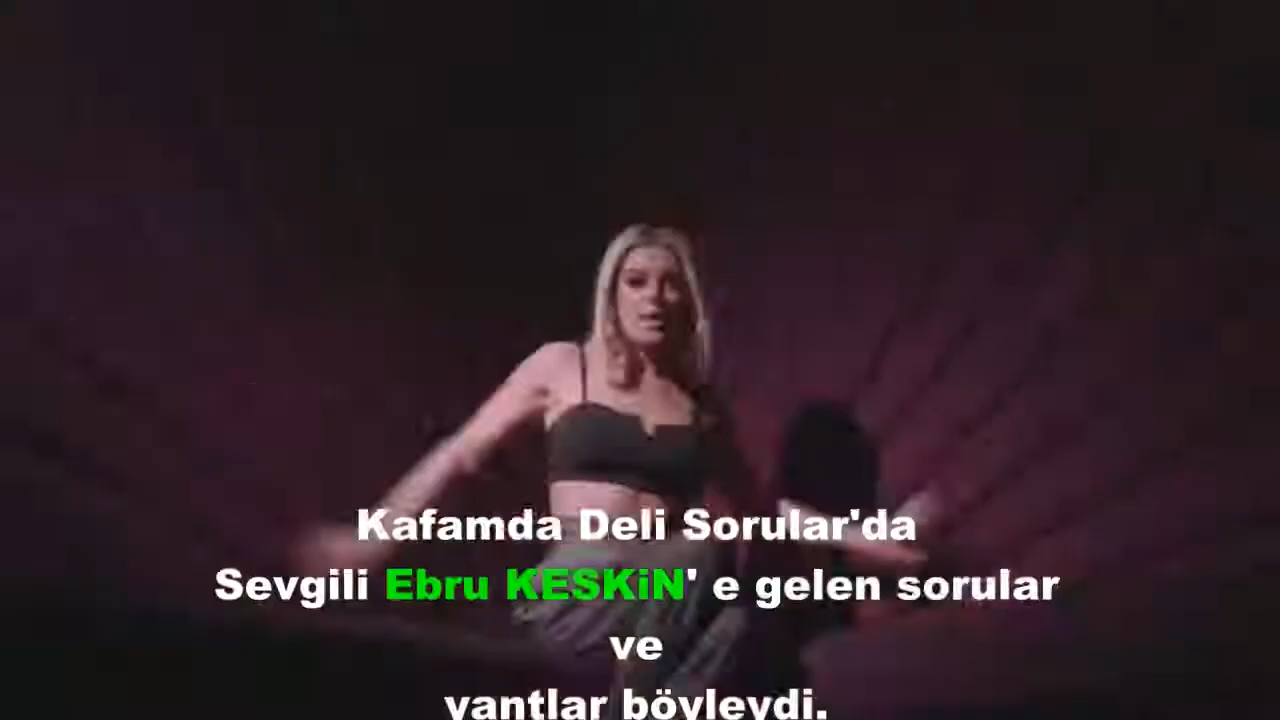 Kafamda Deli Sorular'da
Sevgili Ebru KESKiN' e gelen sorular
ve
yantlar böyleydi.